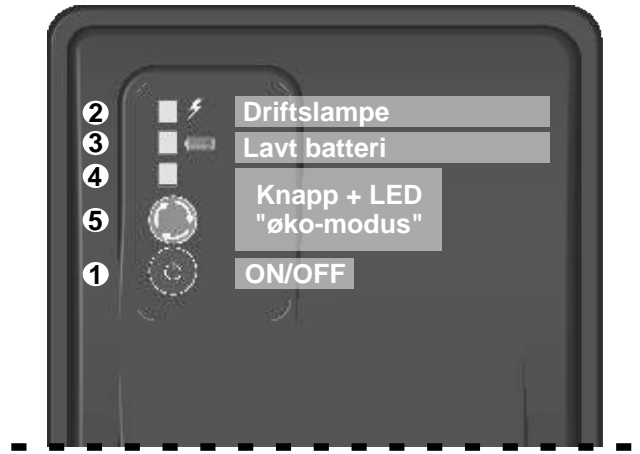 2 Driftslampe
3 Lavt batteri
4 Knapp + LED
5 "øko-modus"
1 ON/OFF